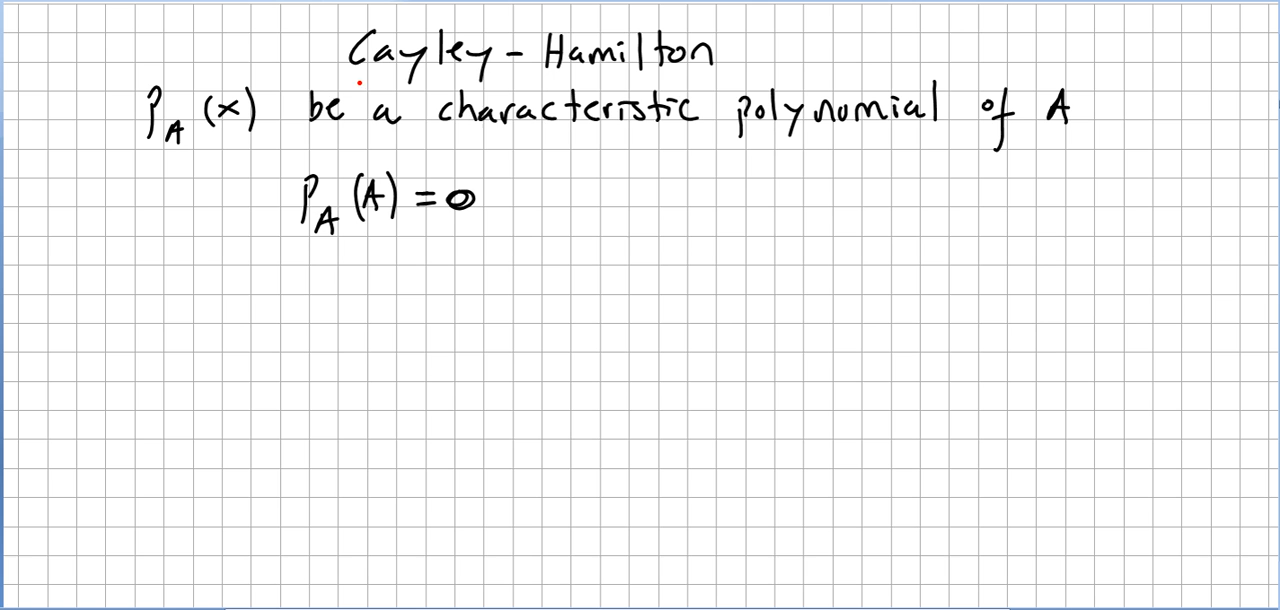 Cayley - Hamilton
P_A (x) be a characteristic polynomial of A
P_A (A) = 0